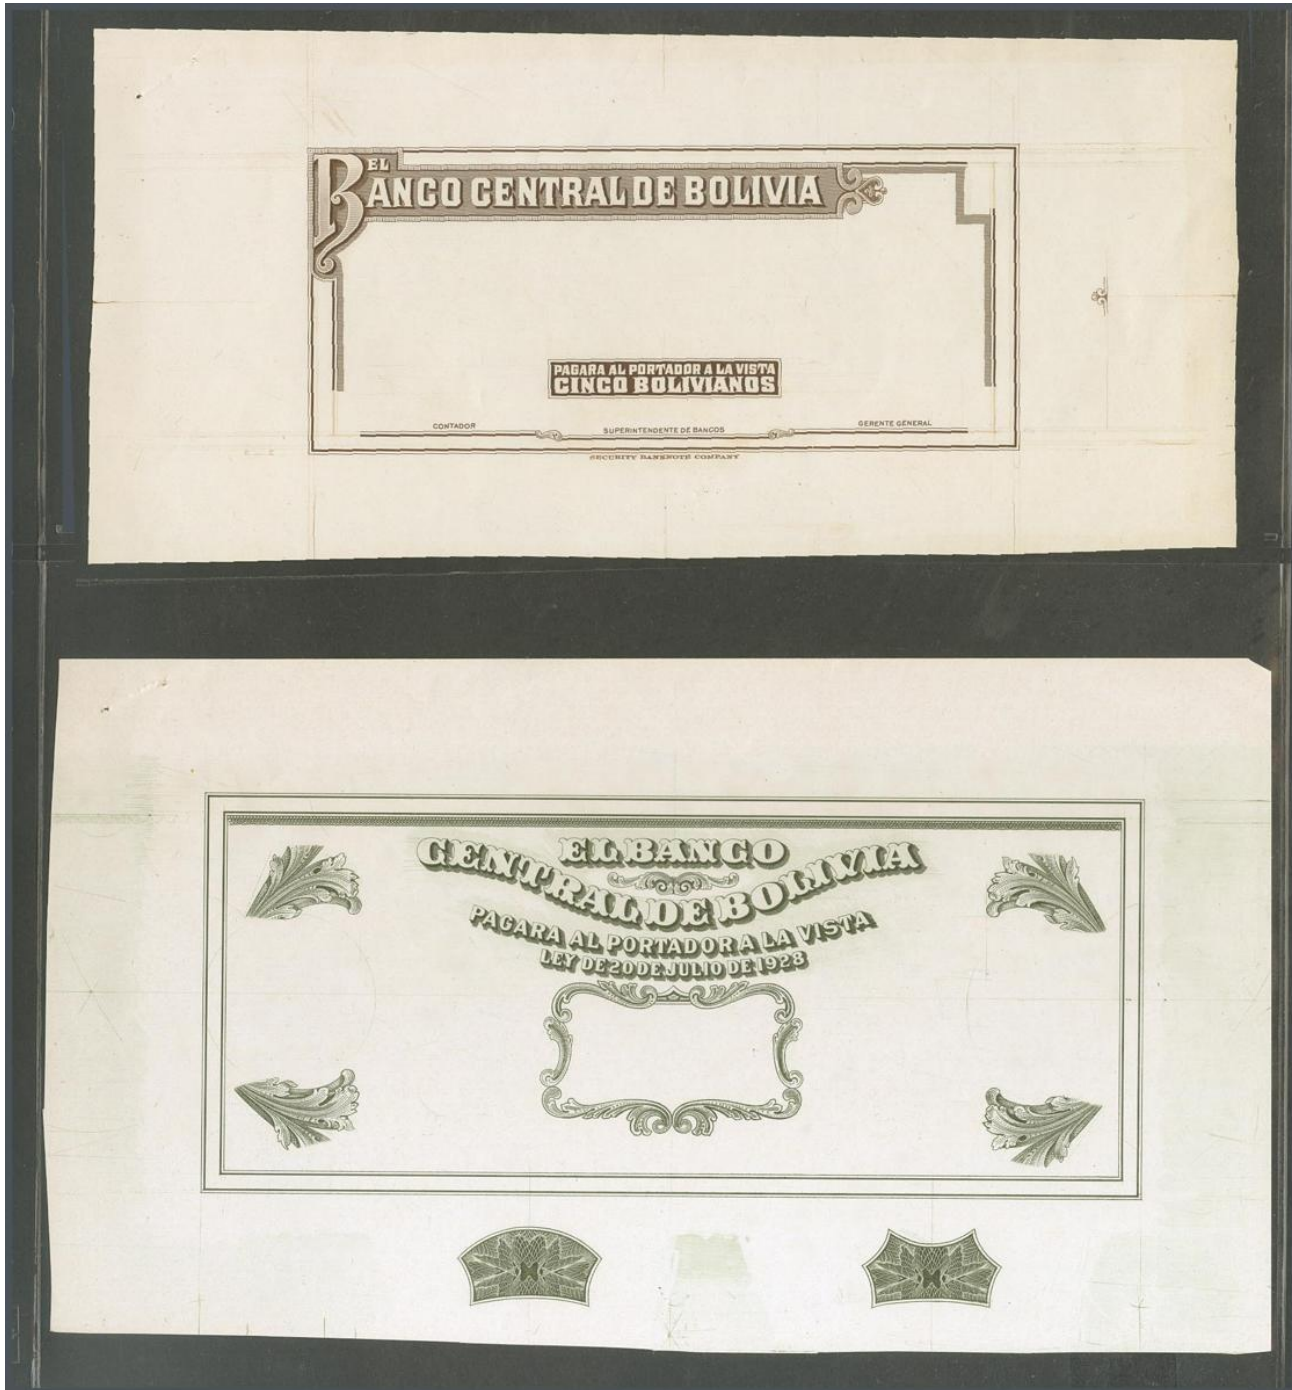 EL
BANCO CENTRAL DE BOLIVIA
PAGARA AL PORTADOR A LA VISTA
CINCO BOLIVIANOS
CONTADOR
SUPERINTENDENTE DE BANCOS
GERENTE GENERAL
SECURITY BANKNOTE COMPANY
EL BANCO
CENTRAL DE BOLIVIA
PAGARA AL PORTADOR A LA VISTA
LEY DE 20 DE JULIO DE 1928